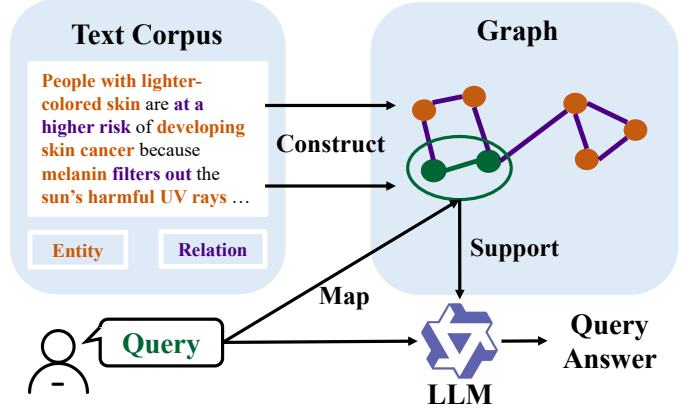 Text Corpus
People with lighter-
colored skin are at a
higher risk of developing
skin cancer because
melanin filters out the
sun's harmful UV rays ...
Entity
Relation
Construct
Graph
Support
Map
Query
LLM
Query
Answer